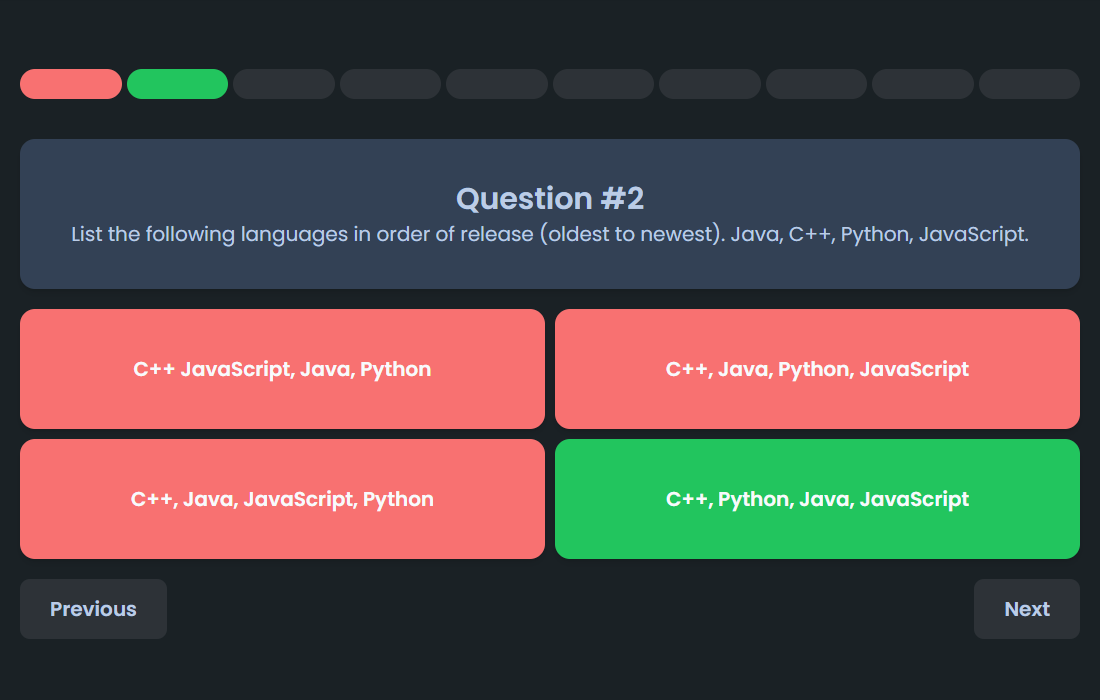 Question #2
List the following languages in order of release (oldest to newest). Java, C++, Python, JavaScript.
C++ JavaScript, Java, Python
C++, Java, Python, JavaScript
C++, Java, JavaScript, Python
C++, Python, Java, JavaScript
Previous
Next